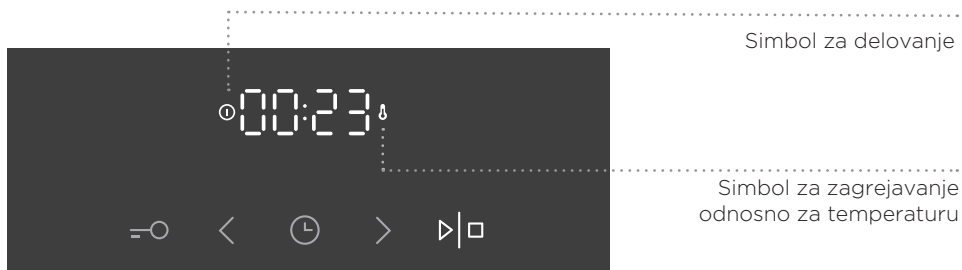 Simbol za delovanje
00:23
Simbol za zagrejavanje
odnosno za temperaturu